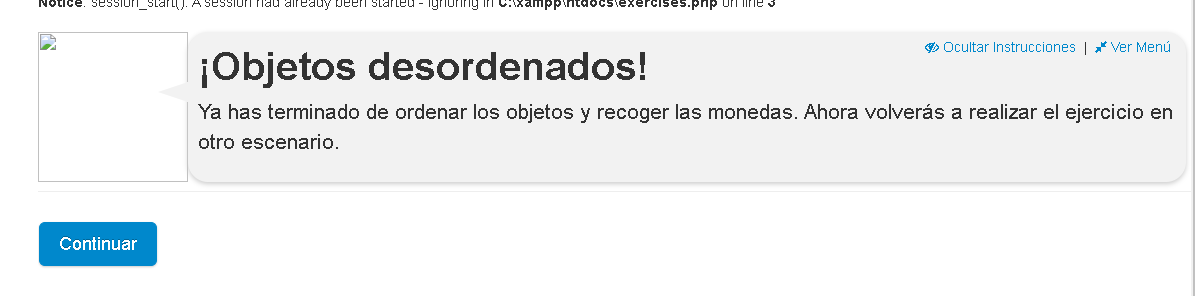 Notice: session_start(): A session had already been started - ignoring in C:\xampp\htdocs\exercises.php on line 3
Ocultar Instrucciones | Ver Menú
¡Objetos desordenados!
Ya has terminado de ordenar los objetos y recoger las monedas. Ahora volverás a realizar el ejercicio en
otro escenario.
Continuar